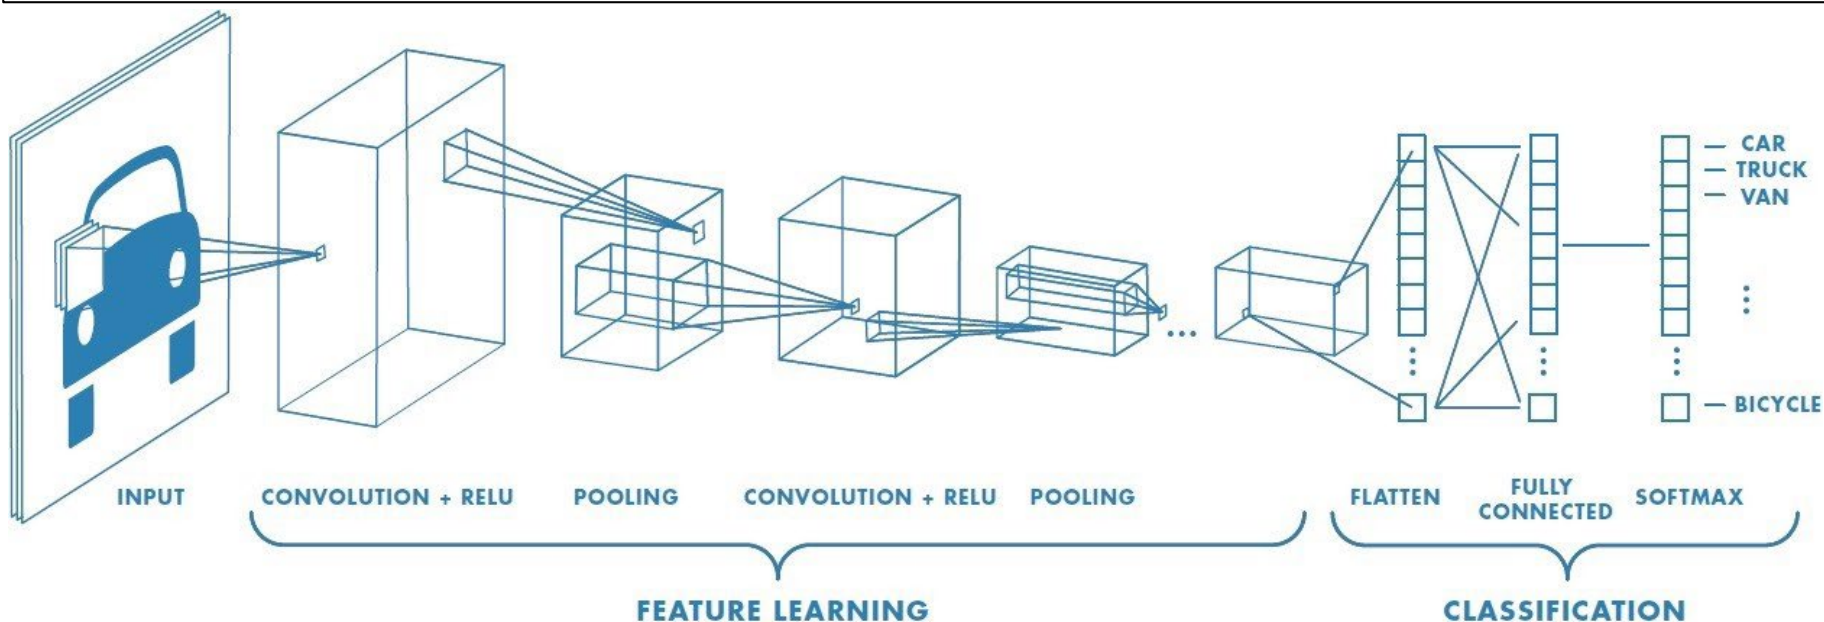 CAR
TRUCK
VAN
BICYCLE
INPUT
CONVOLUTION + RELU
POOLING
CONVOLUTION + RELU
POOLING
FLATTEN
FULLY
CONNECTED
SOFTMAX
FEATURE LEARNING
CLASSIFICATION